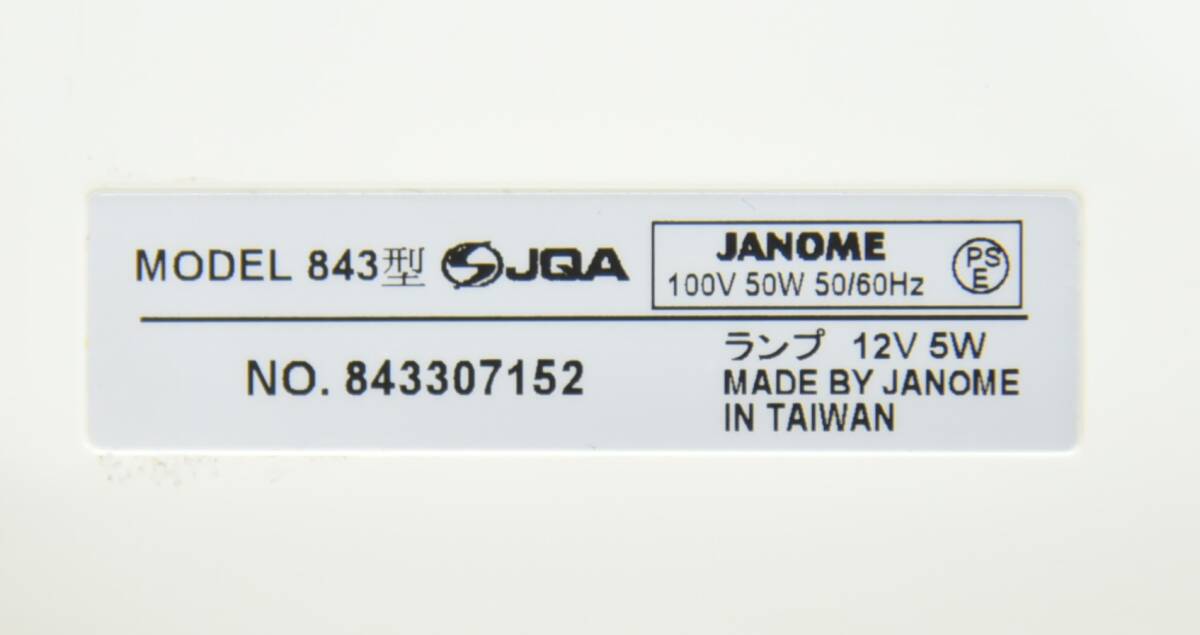 MODEL 843型 JQA
JANOME
100V 50W 50/60Hz
PS
E
NO. 843307152
ランプ 12V 5W
MADE BY JANOME
IN TAIWAN